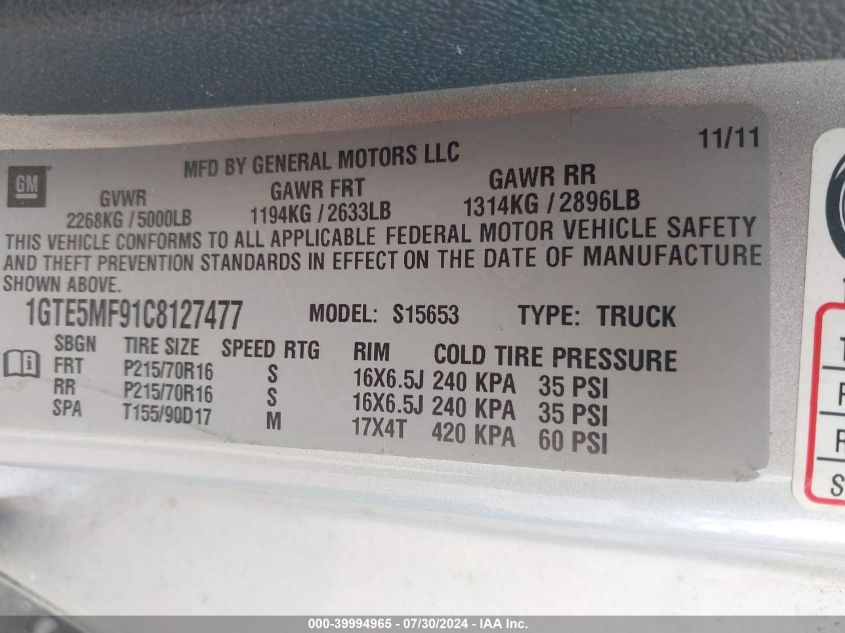 11/11
MFD BY GENERAL MOTORS LLC
GM
GVWR GAWR FRT GAWR RR
2268KG / 5000LB 1194KG / 2633LB 1314KG / 2896LB
THIS VEHICLE CONFORMS TO ALL APPLICABLE FEDERAL MOTOR VEHICLE SAFETY
AND THEFT PREVENTION STANDARDS IN EFFECT ON THE DATE OF MANUFACTURE
SHOWN ABOVE.
1GTE5MF91C8127477 MODEL: S15653 TYPE: TRUCK
SBGN TIRE SIZE SPEED RTG RIM COLD TIRE PRESSURE
FRT P215/70R16 S 16X6.5J 240 KPA 35 PSI
RR P215/70R16 S 16X6.5J 240 KPA 35 PSI
SPA T155/90D17 M 17X4T 420 KPA 60 PSI
000-39994965 - 07/30/2024 - IAA Inc.